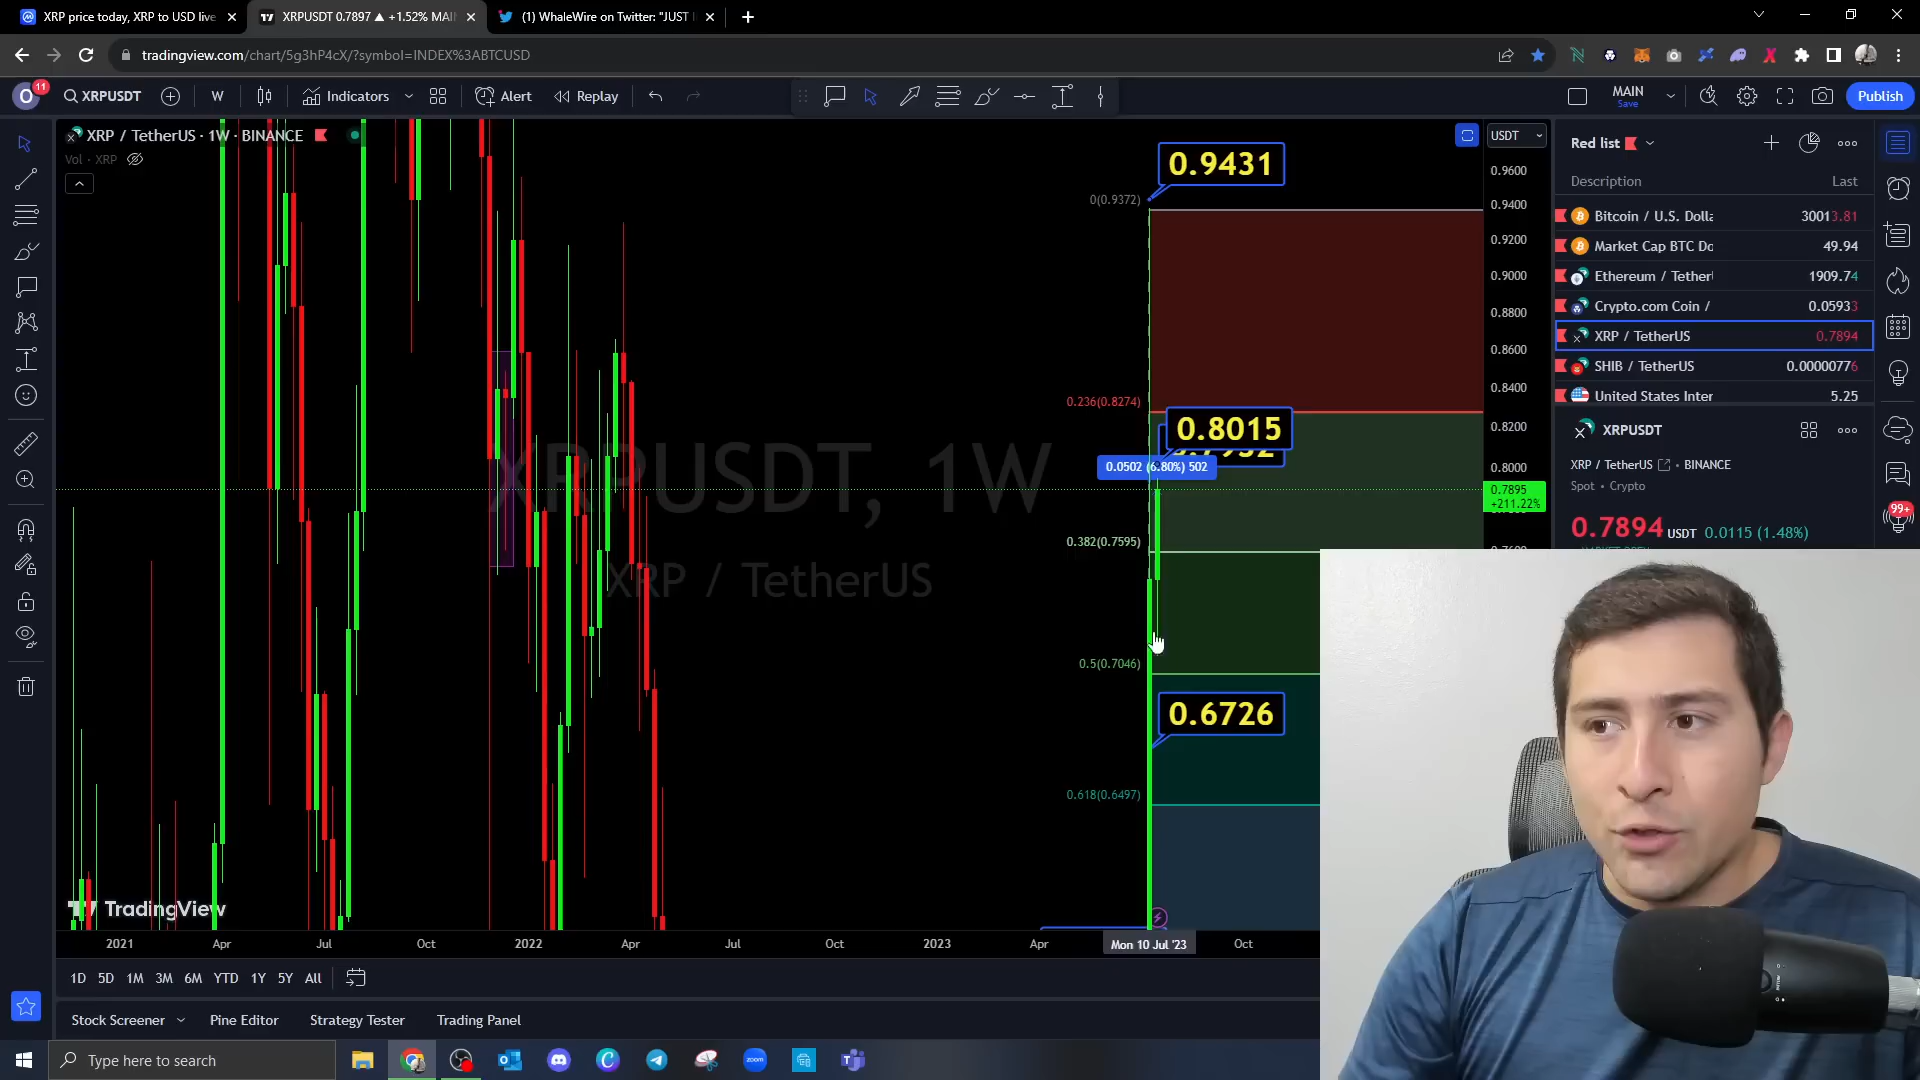 XRP price today, XRP to USD live
XRPUSDT 0.7897 ▲ +1.52% MAIN
(1) WhaleWire on Twitter: "JUST I
tradingview.com/chart/5g3hP4cX/?symbol=INDEX%3ABTCUSD
O
11
XRPUSDT
W
Indicators
Alert
Replay
MAIN
Save
Publish
XRP / TetherUS · 1W · BINANCE
Vol · XRP
USDT
XRPUSDT, 1W
XRP / TetherUS
0(0.9372)
0.236(0.8274)
0.382(0.7595)
0.5(0.7046)
0.618(0.6497)
0.9431
0.8015
0.0502 (6.80%) 502
0.6726
0.9600
0.9400
0.9200
0.9000
0.8800
0.8600
0.8400
0.8200
0.8000
0.7895
+211.22%
Red list
Description Last
Bitcoin / U.S. Dolla 30013.81
Market Cap BTC Do 49.94
Ethereum / Tether 1909.74
Crypto.com Coin / 0.05933
XRP / TetherUS 0.7894
SHIB / TetherUS 0.00000776
United States Inter 5.25
XRPUSDT
XRP / TetherUS · BINANCE
Spot · Crypto
0.7894 USDT 0.0115 (1.48%)
99+
TradingView
2021 Apr Jul Oct 2022 Apr Jul Oct 2023 Apr Mon 10 Jul '23 Oct
1D 5D 1M 3M 6M YTD 1Y 5Y All
Stock Screener Pine Editor Strategy Tester Trading Panel
Type here to search
zoom